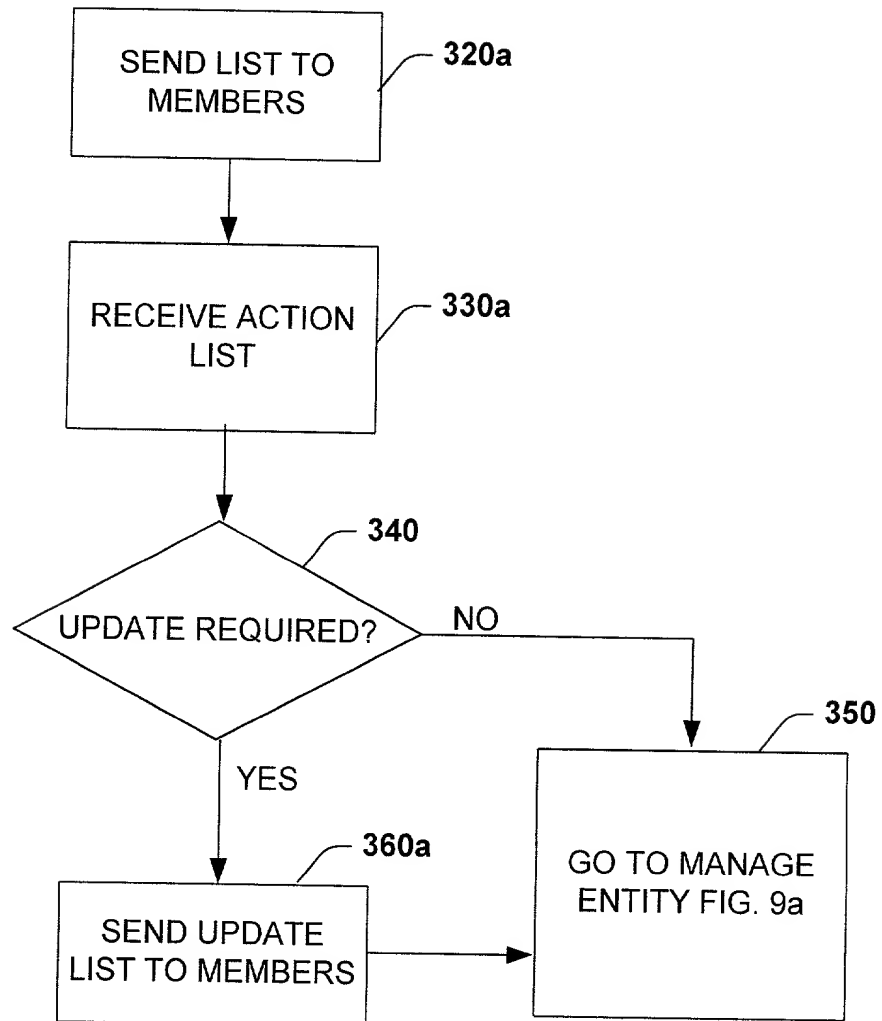 SEND LIST TO
MEMBERS
320a
RECEIVE ACTION
LIST
330a
340
UPDATE REQUIRED?
NO
YES
350
GO TO MANAGE
ENTITY FIG. 9a
360a
SEND UPDATE
LIST TO MEMBERS